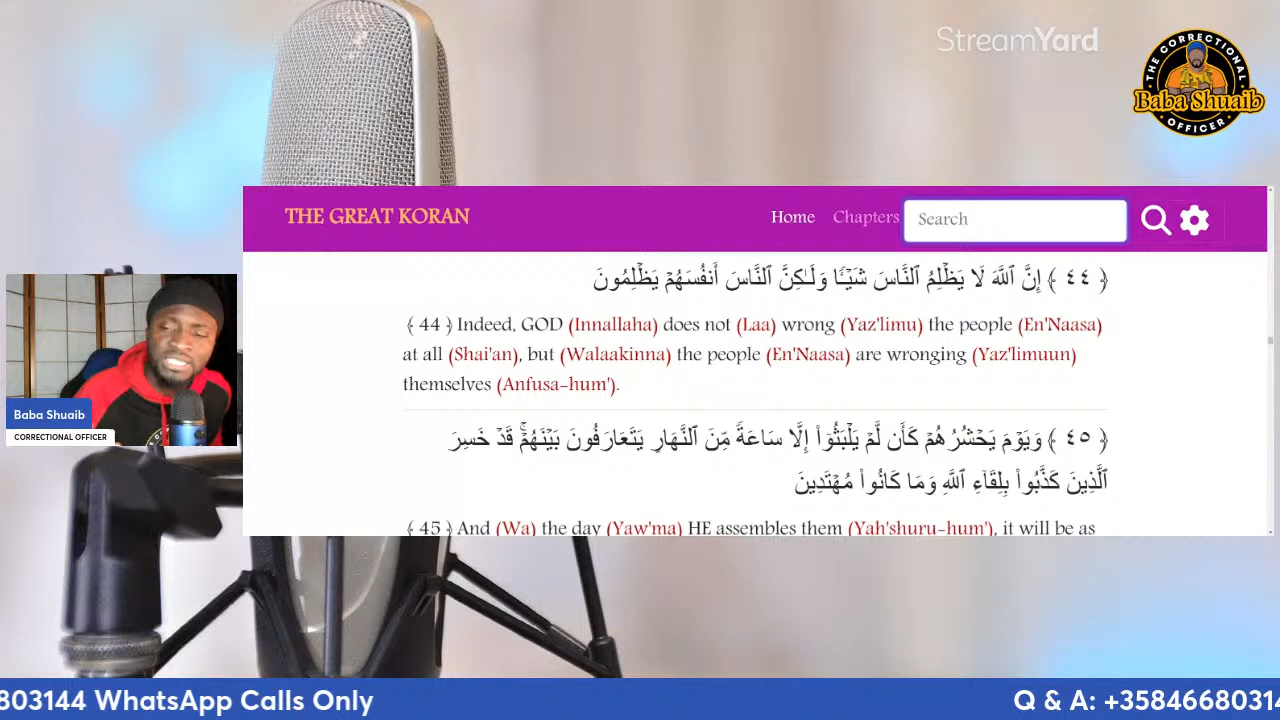 StreamYard
THE CORRECTIONAL
Baba Shuaib
OFFICER
THE GREAT KORAN
Home
Chapters
Search
﴿ ٤٤ ﴾ إِنَّ ٱللَّهَ لَا يَظْلِمُ ٱلنَّاسَ شَيْـًٔا وَلَـٰكِنَّ ٱلنَّاسَ أَنفُسَهُمْ يَظْلِمُونَ
﴾ 44 ﴿ Indeed, GOD (Innallaha) does not (Laa) wrong (Yaz'limu) the people (En'Naasa)
at all (Shai'an), but (Walaakinna) the people (En'Naasa) are wronging (Yaz'limuun)
themselves (Anfusa-hum').
﴿ ٤٥ ﴾ وَيَوْمَ يَحْشُرُهُمْ كَأَن لَّمْ يَلْبَثُوٓا۟ إِلَّا سَاعَةً مِّنَ ٱلنَّهَارِ يَتَعَارَفُونَ بَيْنَهُمْ ۚ قَدْ خَسِرَ
ٱلَّذِينَ كَذَّبُوا۟ بِلِقَآءِ ٱللَّهِ وَمَا كَانُوا۟ مُهْتَدِينَ
﴾ 45 ﴿ And (Wa) the day (Yaw'ma) HE assembles them (Yah'shuru-hum'), it will be as
Baba Shuaib
CORRECTIONAL OFFICER
803144 WhatsApp Calls Only
Q & A: +35846680314